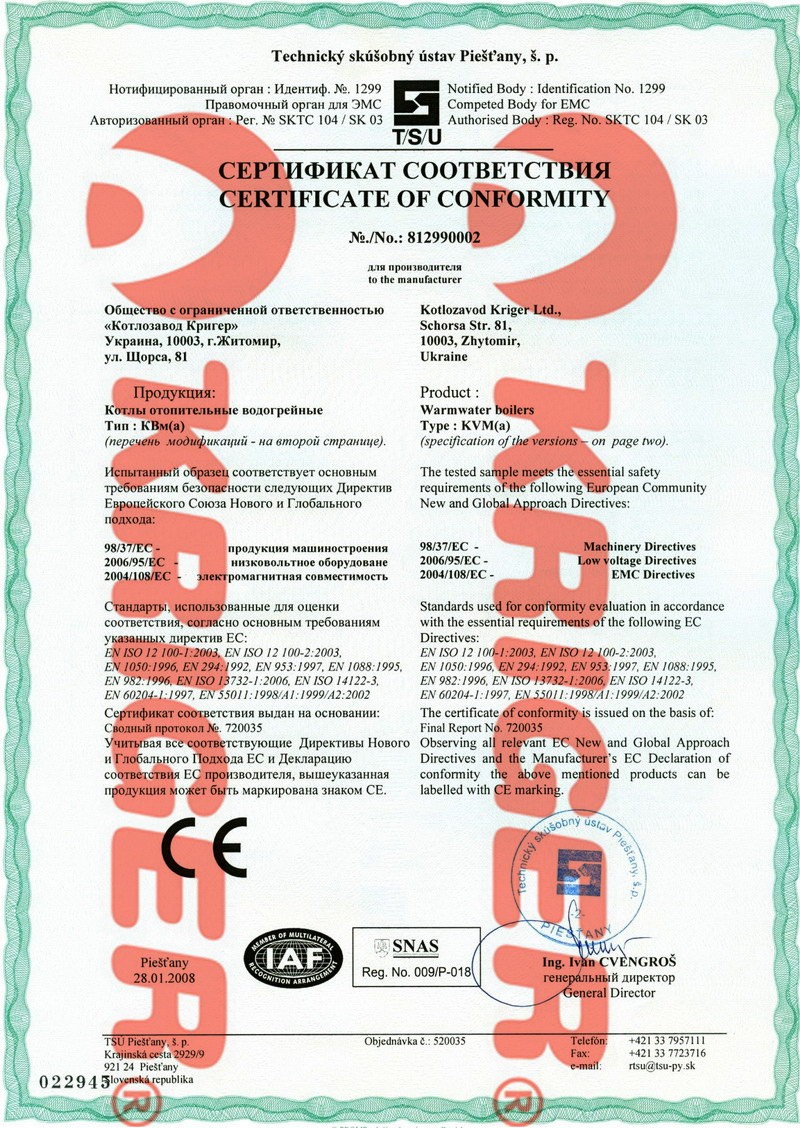 Technický skúšobný ústav Piešťany, š. p.
Нотифицированный орган : Идентиф. №. 1299
Правомочный орган для ЭМС
Авторизованный орган : Рег. № SKTC 104 / SK 03
T/S/U
Notified Body : Identification No. 1299
Competed Body for EMC
Authorised Body : Reg. No. SKTC 104 / SK 03
СЕРТИФИКАТ СООТВЕТСТВИЯ
CERTIFICATE OF CONFORMITY
№./No.: 812990002
для производителя
to the manufacturer
Общество с ограниченной ответственностью
«Котлозавод Кригер»
Украина, 10003, г.Житомир,
ул. Щорса, 81
Kotlozavod Kriger Ltd.,
Schorsa Str. 81,
10003, Zhytomir,
Ukraine
Продукция:
Котлы отопительные водогрейные
Тип : КВм(а)
(перечень модификаций - на второй странице).
Product :
Warmwater boilers
Type : KVM(a)
(specification of the versions – on page two).
Испытанный образец соответствует основным
требованиям безопасности следующих Директив
Европейского Союза Нового и Глобального
подхода:
The tested sample meets the essential safety
requirements of the following European Community
New and Global Approach Directives:
98/37/EC - продукция машиностроения
2006/95/EC - низковольтное оборудоване
2004/108/EC - электромагнитная совместимость
98/37/EC - Machinery Directives
2006/95/EC - Low voltage Directives
2004/108/EC - EMC Directives
Стандарты, использованные для оценки
соответствия, согласно основным требованиям
указанных директив ЕС:
EN ISO 12 100-1:2003, EN ISO 12 100-2:2003,
EN 1050:1996, EN 294:1992, EN 953:1997, EN 1088:1995,
EN 982:1996, EN ISO 13732-1:2006, EN ISO 14122-3,
EN 60204-1:1997, EN 55011:1998/A1:1999/A2:2002
Standards used for conformity evaluation in accordance
with the essential requirements of the following EC
Directives:
EN ISO 12 100-1:2003, EN ISO 12 100-2:2003,
EN 1050:1996, EN 294:1992, EN 953:1997, EN 1088:1995,
EN 982:1996, EN ISO 13732-1:2006, EN ISO 14122-3,
EN 60204-1:1997, EN 55011:1998/A1:1999/A2:2002
Сертификат соответствия выдан на основании:
Сводный протокол №. 720035
Учитывая все соответствующие Директивы Нового
и Глобального Подхода ЕС и Декларацию
соответствия ЕС производителя, вышеуказанная
продукция может быть маркирована знаком СЕ.
The certificate of conformity is issued on the basis of:
Final Report No. 720035
Observing all relevant EC New and Global Approach
Directives and the Manufacturer's EC Declaration of
conformity the above mentioned products can be
labelled with CE marking.
CE
Technický skúšobný ústav Piešťany, š.p.
-2-
PIEŠŤANY
Piešťany
28.01.2008
MEMBER OF MULTILATERAL
IAF
RECOGNITION ARRANGEMENT
SNAS
Reg. No. 009/P-018
Ing. Ivan CVENGROŠ
генеральный директор
General Director
TSÚ Piešťany, š. p.
Krajinská cesta 2929/9
921 24 Piešťany
Slovenská republika
Objednávka č.: 520035
Telefón: +421 33 7957111
Fax: +421 33 7723716
e-mail: rtsu@tsu-py.sk
022945
KRIGER®
KRIGER®